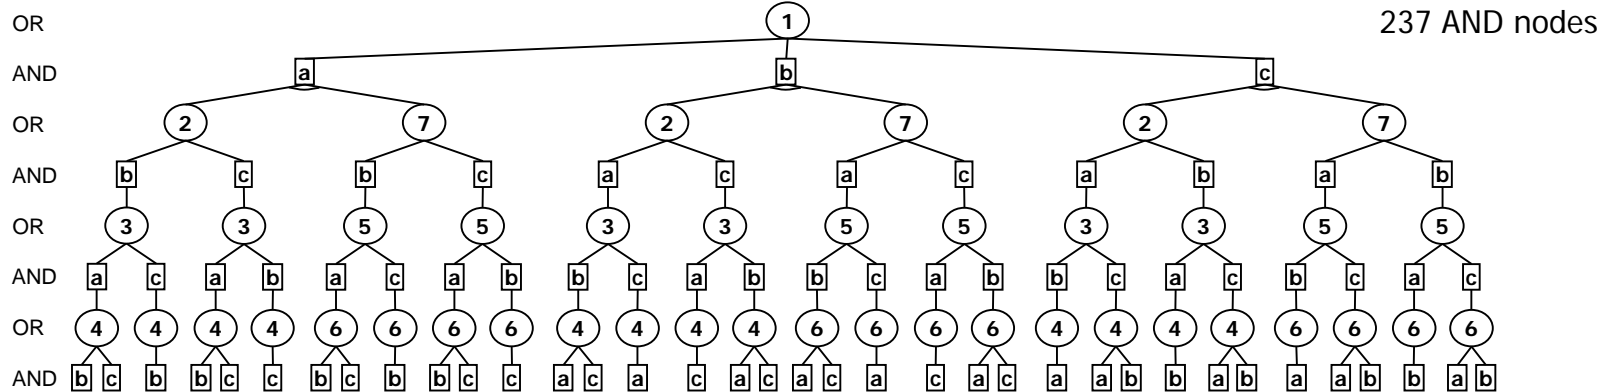 OR 1 237 AND nodes
AND a b c
OR 2 7 2 7 2 7
AND b c b c a c a c a b a b
OR 3 3 5 5 3 3 5 5 3 3 5 5
AND a c a b a c a b b c a b b c a b b c a c b c a c
OR 4 4 4 4 6 6 6 6 4 4 4 4 6 6 6 6 4 4 4 4 6 6 6 6
AND b c b b c c b c b b c c a c a c a c a c a c a c a a b b a b a a b b a b